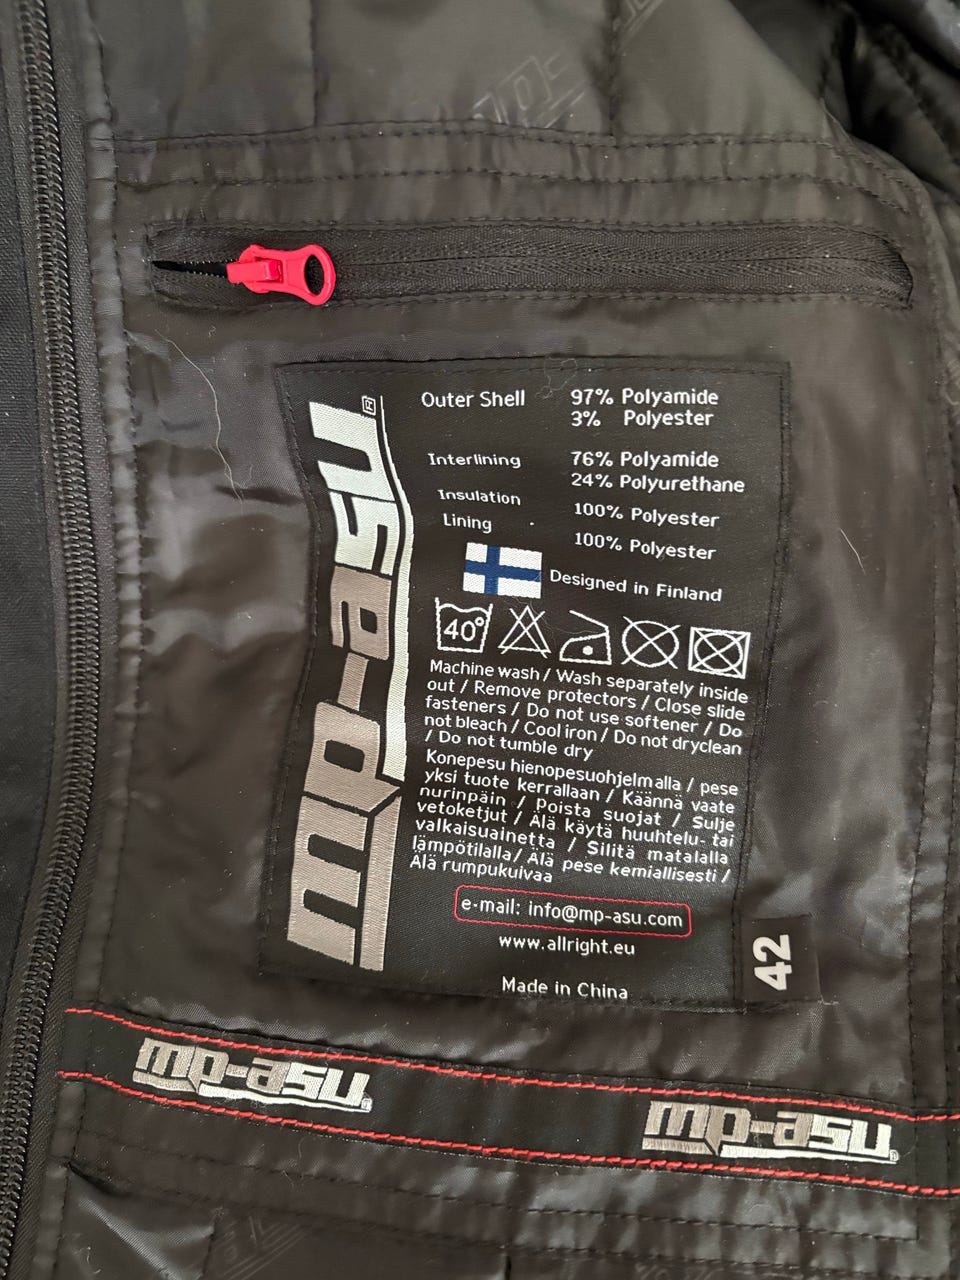 mp-asu
Outer Shell 97% Polyamide
3% Polyester
Interlining 76% Polyamide
24% Polyurethane
Insulation 100% Polyester
Lining 100% Polyester
Designed in Finland
40°
Machine wash / Wash separately inside
out / Remove protectors / Close slide
fasteners / Do not use softener / Do
not bleach / Cool iron / Do not dryclean
/ Do not tumble dry
Konepesu hienopesuohjelmalla / pese
yksi tuote kerrallaan / Käännä vaate
nurinpäin / poista suojat / Sulje
vetoketjut / Älä käytä huuhtelu- tai
valkaisuainetta / Silitä matalalla
lämpötilalla/ Älä pese kemiallisesti /
Älä rumpukuivaa
e-mail: info@mp-asu.com
www.allright.eu
Made in China
42
mp-asu mp-asu